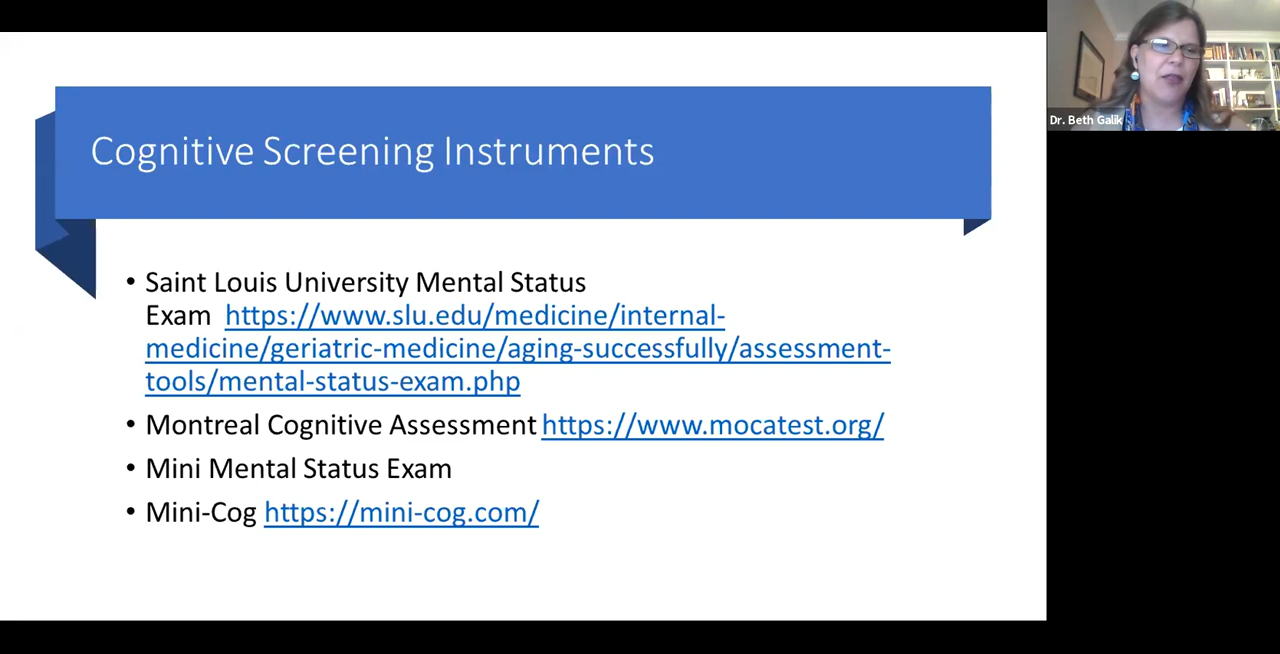 Cognitive Screening Instruments
• Saint Louis University Mental Status
Exam https://www.slu.edu/medicine/internal-
medicine/geriatric-medicine/aging-successfully/assessment-
tools/mental-status-exam.php
• Montreal Cognitive Assessment https://www.mocatest.org/
• Mini Mental Status Exam
• Mini-Cog https://mini-cog.com/
Dr. Beth Galik